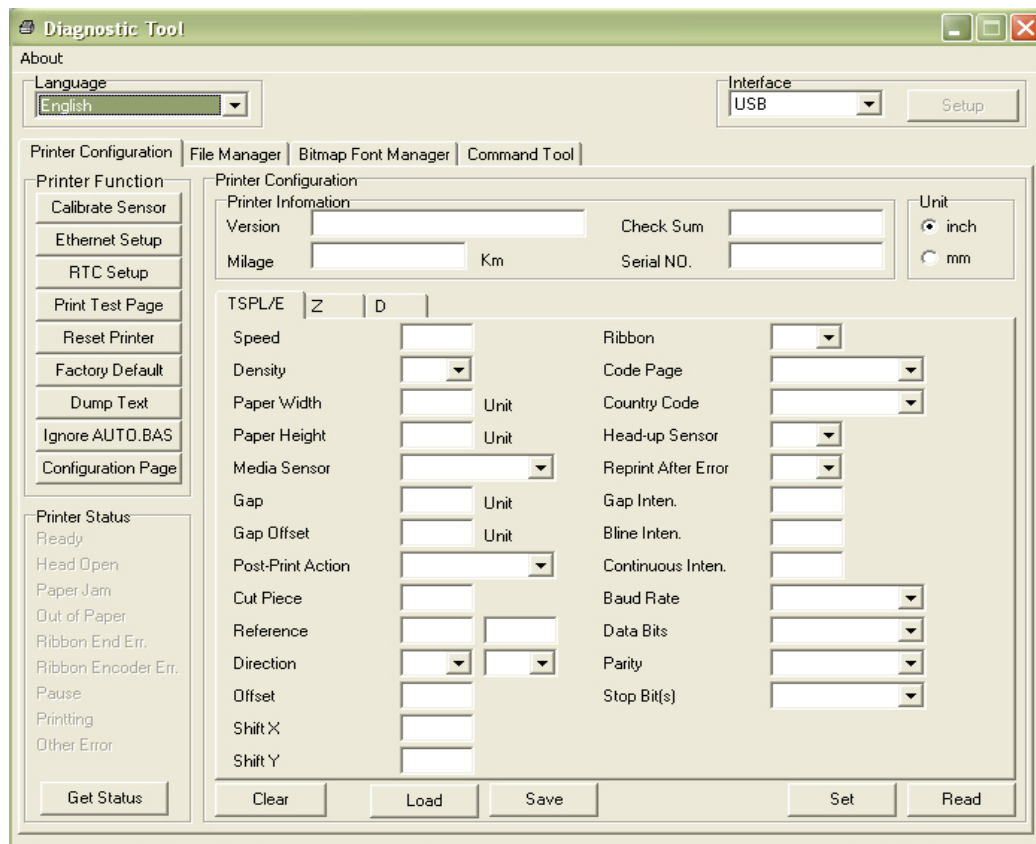 Diagnostic Tool
About
Language
English
Interface
USB
Setup
Printer Configuration
File Manager
Bitmap Font Manager
Command Tool
Printer Function
Calibrate Sensor
Ethernet Setup
RTC Setup
Print Test Page
Reset Printer
Factory Default
Dump Text
Ignore AUTO.BAS
Configuration Page
Printer Status
Ready
Head Open
Paper Jam
Out of Paper
Ribbon End Err.
Ribbon Encoder Err.
Pause
Printting
Other Error
Get Status
Printer Configuration
Printer Infomation
Version
Check Sum
Milage
Km
Serial NO.
Unit
inch
mm
TSPL/E
Z
D
Speed
Density
Paper Width Unit
Paper Height Unit
Media Sensor
Gap Unit
Gap Offset Unit
Post-Print Action
Cut Piece
Reference
Direction
Offset
Shift X
Shift Y
Ribbon
Code Page
Country Code
Head-up Sensor
Reprint After Error
Gap Inten.
Bline Inten.
Continuous Inten.
Baud Rate
Data Bits
Parity
Stop Bit(s)
Clear
Load
Save
Set
Read